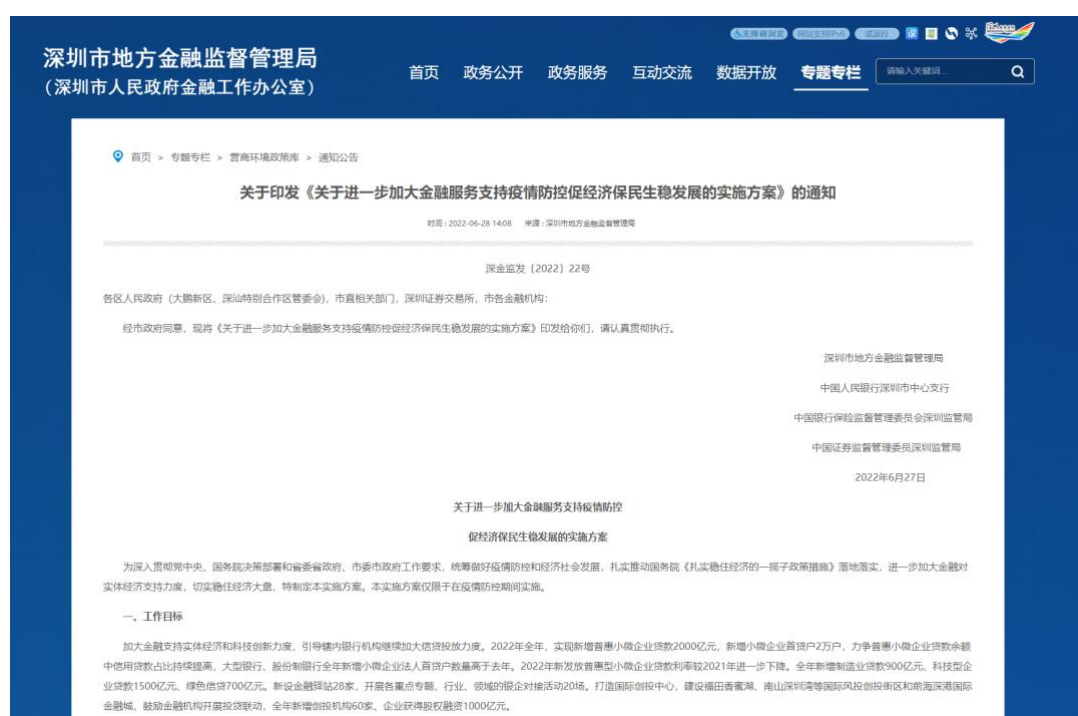 无障碍浏览 网站支持IPv6 试运行
深圳市地方金融监督管理局
(深圳市人民政府金融工作办公室)
首页 政务公开 政务服务 互动交流 数据开放 专题专栏 请输入关键词...
首页 > 专题专栏 > 营商环境政策库 > 通知公告
关于印发《关于进一步加大金融服务支持疫情防控促经济保民生稳发展的实施方案》的通知
时间:2022-06-28 14:08 来源:深圳市地方金融监督管理局
深金监发〔2022〕22号
各区人民政府(大鹏新区、深汕特别合作区管委会),市直相关部门,深圳证券交易所,市各金融机构:
经市政府同意,现将《关于进一步加大金融服务支持疫情防控促经济保民生稳发展的实施方案》印发给你们,请认真贯彻执行。
深圳市地方金融监督管理局
中国人民银行深圳市中心支行
中国银行保险监督管理委员会深圳监管局
中国证券监督管理委员深圳监管局
2022年6月27日
关于进一步加大金融服务支持疫情防控
促经济保民生稳发展的实施方案
为深入贯彻党中央、国务院决策部署和省委省政府、市委市政府工作要求,统筹做好疫情防控和经济社会发展,扎实推动国务院《扎实稳住经济的一揽子政策措施》落地落实,进一步加大金融对
实体经济支持力度,切实稳住经济大盘,特制定本实施方案。本实施方案仅限于在疫情防控期间实施。
一、工作目标
加大金融支持实体经济和科技创新力度,引导辖内银行机构继续加大信贷投放力度。2022年全年,实现新增普惠小微企业贷款2000亿元,新增小微企业首贷户2万户,力争普惠小微企业贷款余额
中信用贷款占比持续提高,大型银行、股份制银行全年新增小微企业法人首贷户数量高于去年。2022年新发放普惠型小微企业贷款利率较2021年进一步下降。全年新增制造业贷款900亿元、科技型企
业贷款1500亿元、绿色信贷700亿元。新设金融驿站28家,开展各重点专题、行业、领域的银企对接活动20场。打造国际创投中心,建设福田香蜜湖、南山深圳湾等国际风投创投街区和前海深港国际
金融城,鼓励金融机构开展投贷联动,全年新增创投机构60家、企业获得股权融资1000亿元。